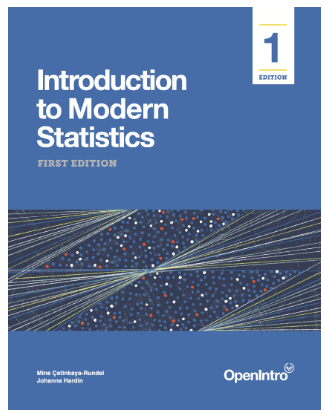 1
EDITION
Introduction
to Modern
Statistics
FIRST EDITION
Mine Çetinkaya-Rundel
Johanna Hardin
OpenIntro